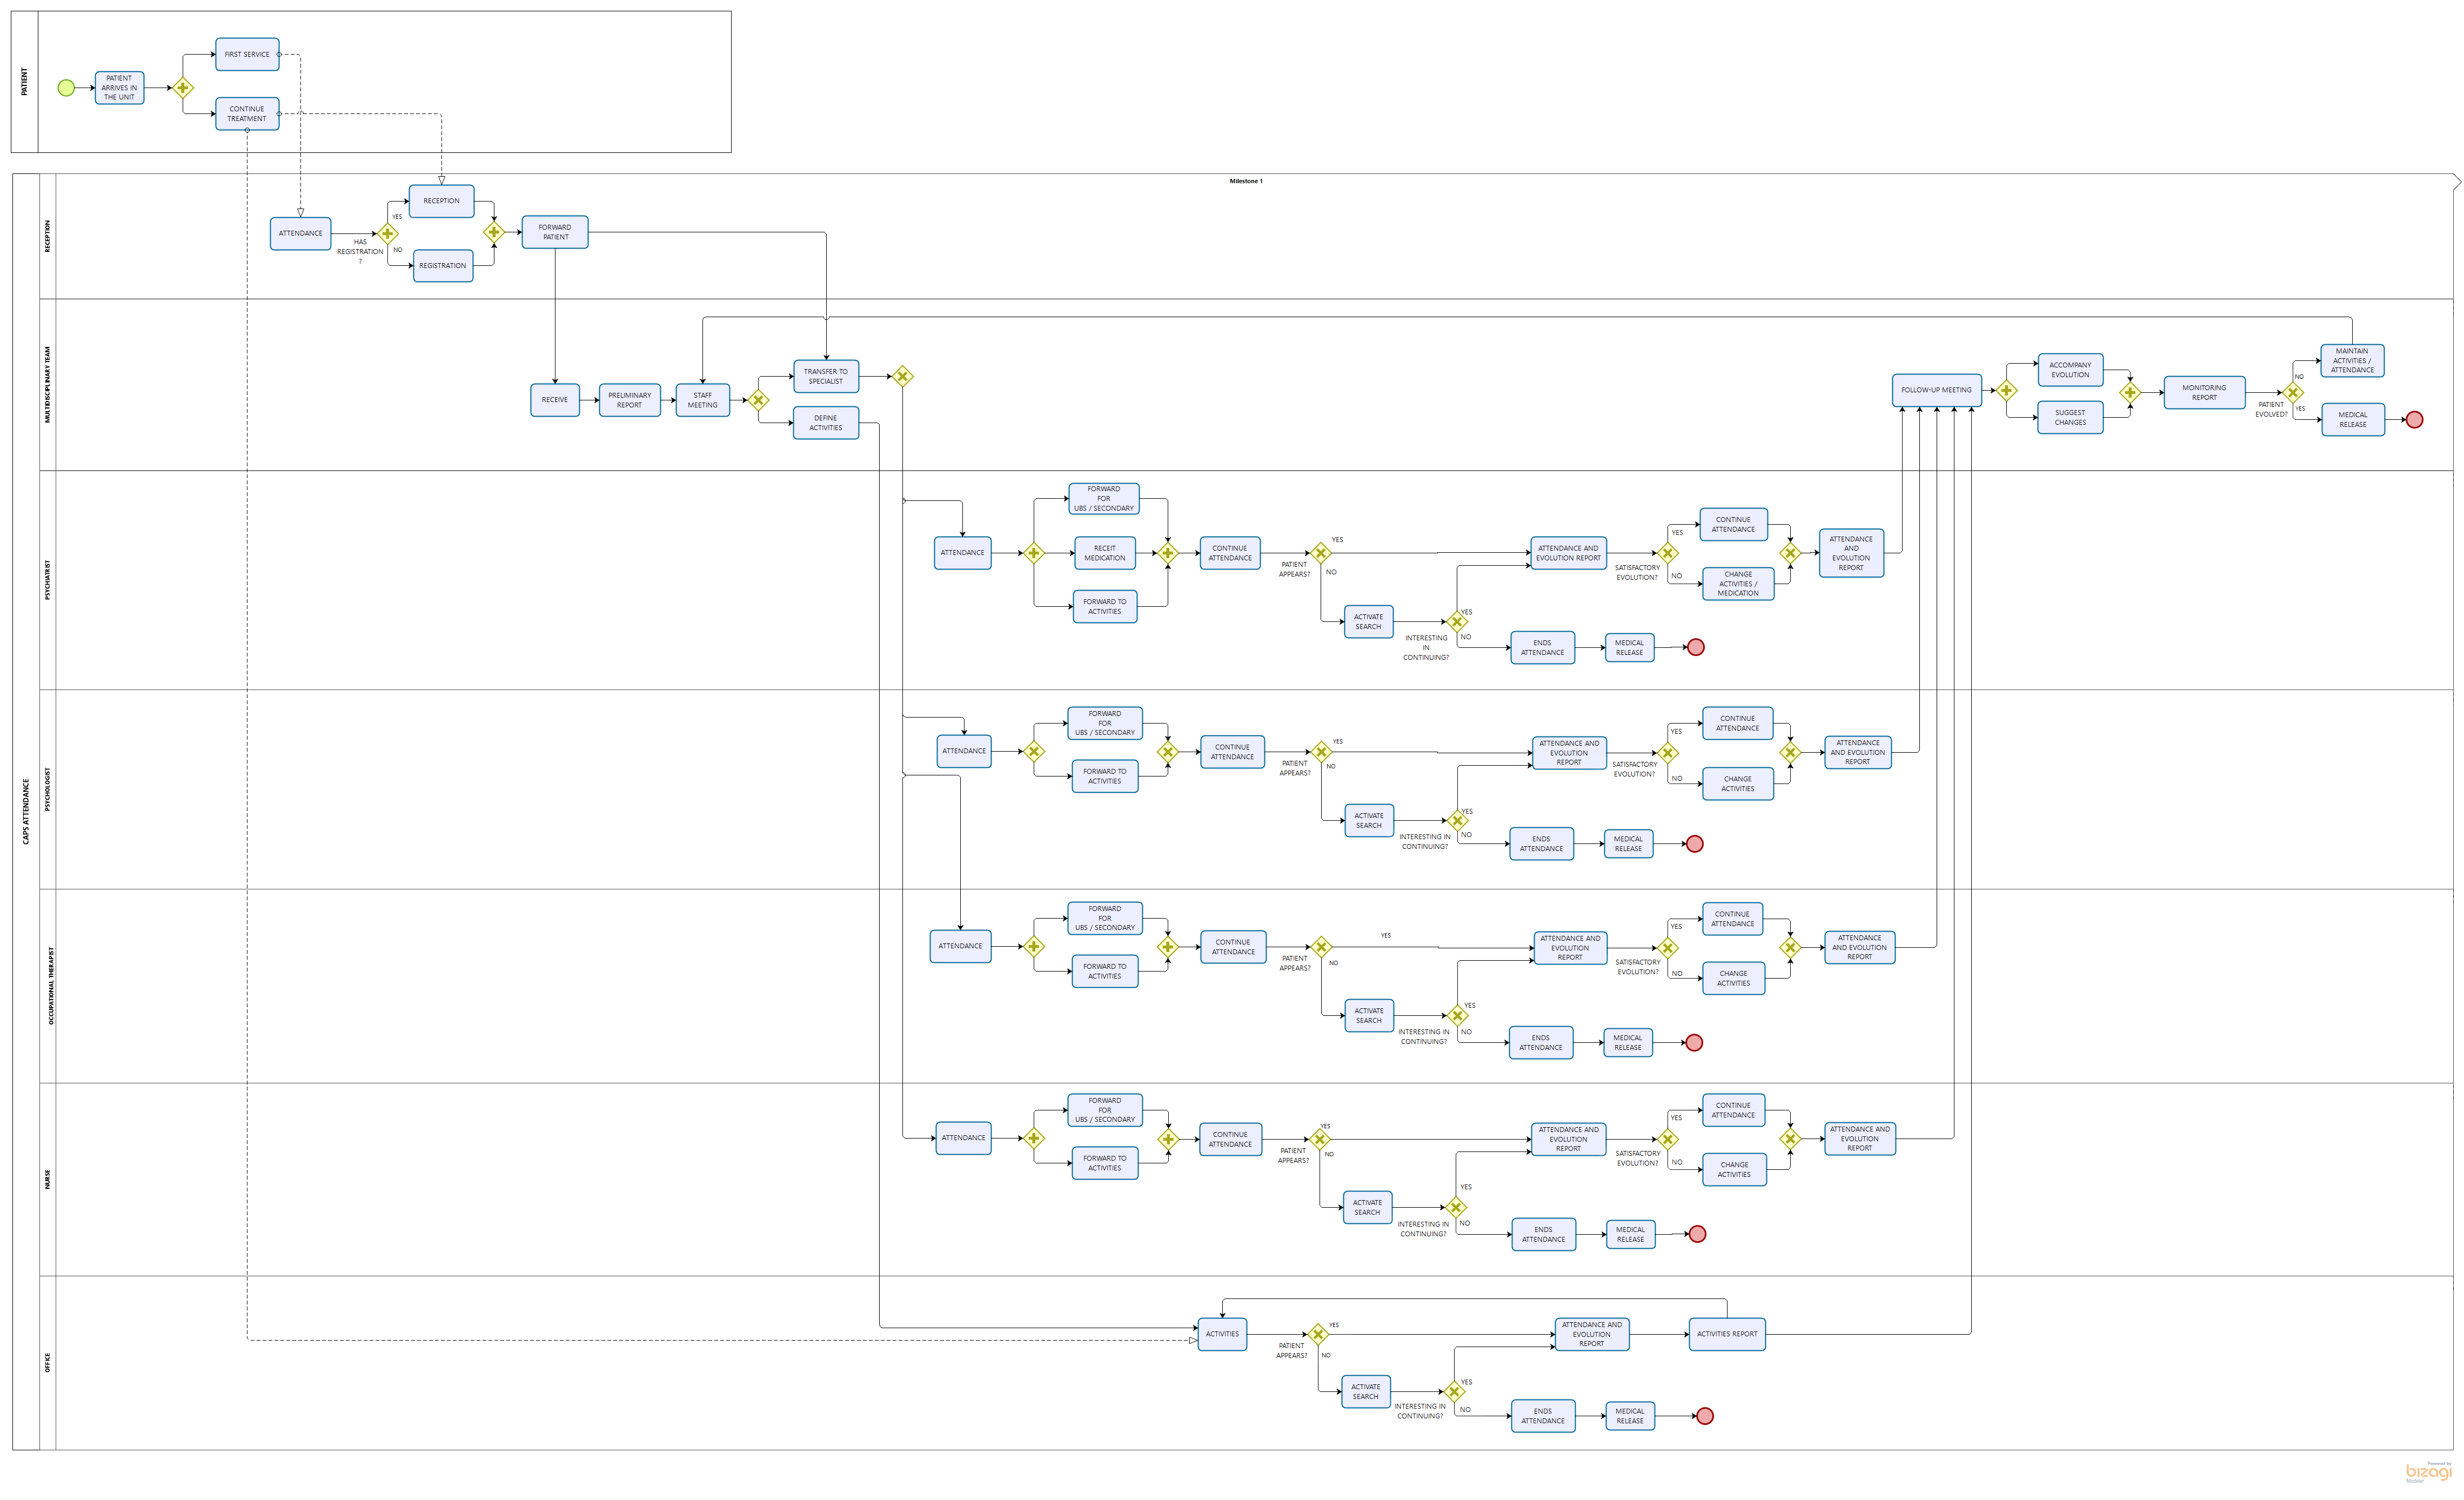 PATIENT
PATIENT
ARRIVES IN
THE UNIT
FIRST SERVICE
CONTINUE
TREATMENT
CAPS ATTENDANCE
Milestone 1
RECEPTION
ATTENDANCE
HAS
REGISTRATION
?
YES
NO
RECEPTION
REGISTRATION
FORWARD
PATIENT
MULTIDISCIPLINARY TEAM
RECEIVE
PRELIMINARY
REPORT
STAFF
MEETING
TRANSFER TO
SPECIALIST
DEFINE
ACTIVITIES
FOLLOW-UP MEETING
ACCOMPANY
EVOLUTION
SUGGEST
CHANGES
MONITORING
REPORT
PATIENT
EVOLVED?
NO
YES
MAINTAIN
ACTIVITIES /
ATTENDANCE
MEDICAL
RELEASE
PSYCHIATRIST
ATTENDANCE
FORWARD
FOR
UBS / SECONDARY
RECEIT
MEDICATION
FORWARD TO
ACTIVITIES
CONTINUE
ATTENDANCE
PATIENT
APPEARS?
YES
NO
ACTIVATE
SEARCH
INTERESTING
IN
CONTINUING?
YES
NO
ENDS
ATTENDANCE
MEDICAL
RELEASE
ATTENDANCE AND
EVOLUTION REPORT
SATISFACTORY
EVOLUTION?
YES
NO
CONTINUE
ATTENDANCE
CHANGE
ACTIVITIES /
MEDICATION
ATTENDANCE
AND
EVOLUTION
REPORT
PSYCHOLOGIST
ATTENDANCE
FORWARD
FOR
UBS / SECONDARY
FORWARD TO
ACTIVITIES
CONTINUE
ATTENDANCE
PATIENT
APPEARS?
YES
NO
ACTIVATE
SEARCH
INTERESTING IN
CONTINUING?
YES
NO
ENDS
ATTENDANCE
MEDICAL
RELEASE
ATTENDANCE AND
EVOLUTION
REPORT
SATISFACTORY
EVOLUTION?
YES
NO
CONTINUE
ATTENDANCE
CHANGE
ACTIVITIES
ATTENDANCE
AND EVOLUTION
REPORT
OCCUPATIONAL THERAPIST
ATTENDANCE
FORWARD
FOR
UBS / SECONDARY
FORWARD TO
ACTIVITIES
CONTINUE
ATTENDANCE
PATIENT
APPEARS?
YES
NO
ACTIVATE
SEARCH
INTERESTING IN
CONTINUING?
YES
NO
ENDS
ATTENDANCE
MEDICAL
RELEASE
ATTENDANCE AND
EVOLUTION
REPORT
SATISFACTORY
EVOLUTION?
YES
NO
CONTINUE
ATTENDANCE
CHANGE
ACTIVITIES
ATTENDANCE
AND EVOLUTION
REPORT
NURSE
ATTENDANCE
FORWARD
FOR
UBS / SECONDARY
FORWARD TO
ACTIVITIES
CONTINUE
ATTENDANCE
PATIENT
APPEARS?
YES
NO
ACTIVATE
SEARCH
INTERESTING IN
CONTINUING?
YES
NO
ENDS
ATTENDANCE
MEDICAL
RELEASE
ATTENDANCE AND
EVOLUTION
REPORT
SATISFACTORY
EVOLUTION?
YES
NO
CONTINUE
ATTENDANCE
CHANGE
ACTIVITIES
ATTENDANCE AND
EVOLUTION
REPORT
OFFICE
ACTIVITIES
PATIENT
APPEARS?
YES
NO
ACTIVATE
SEARCH
INTERESTING IN
CONTINUING?
YES
NO
ENDS
ATTENDANCE
MEDICAL
RELEASE
ATTENDANCE AND
EVOLUTION
REPORT
ACTIVITIES REPORT
Powered by
bizagi
Modeler